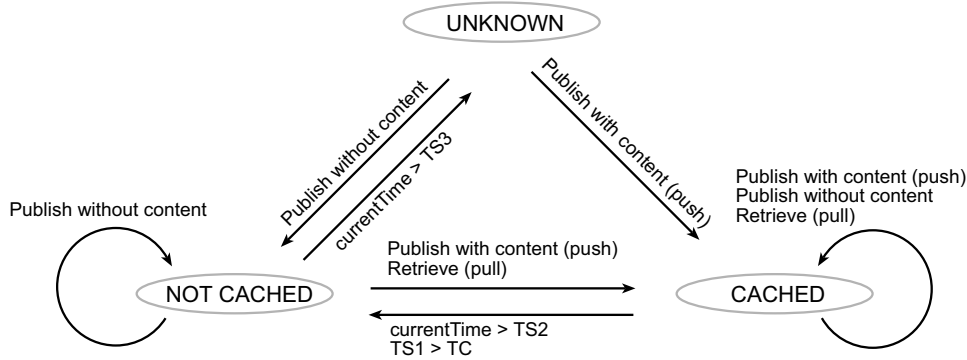 UNKNOWN
Publish without content
currentTime > TS3
Publish with content (push)
Publish with content (push)
Publish without content
Retrieve (pull)
Publish without content
Publish with content (push)
Retrieve (pull)
NOT CACHED
CACHED
currentTime > TS2
TS1 > TC